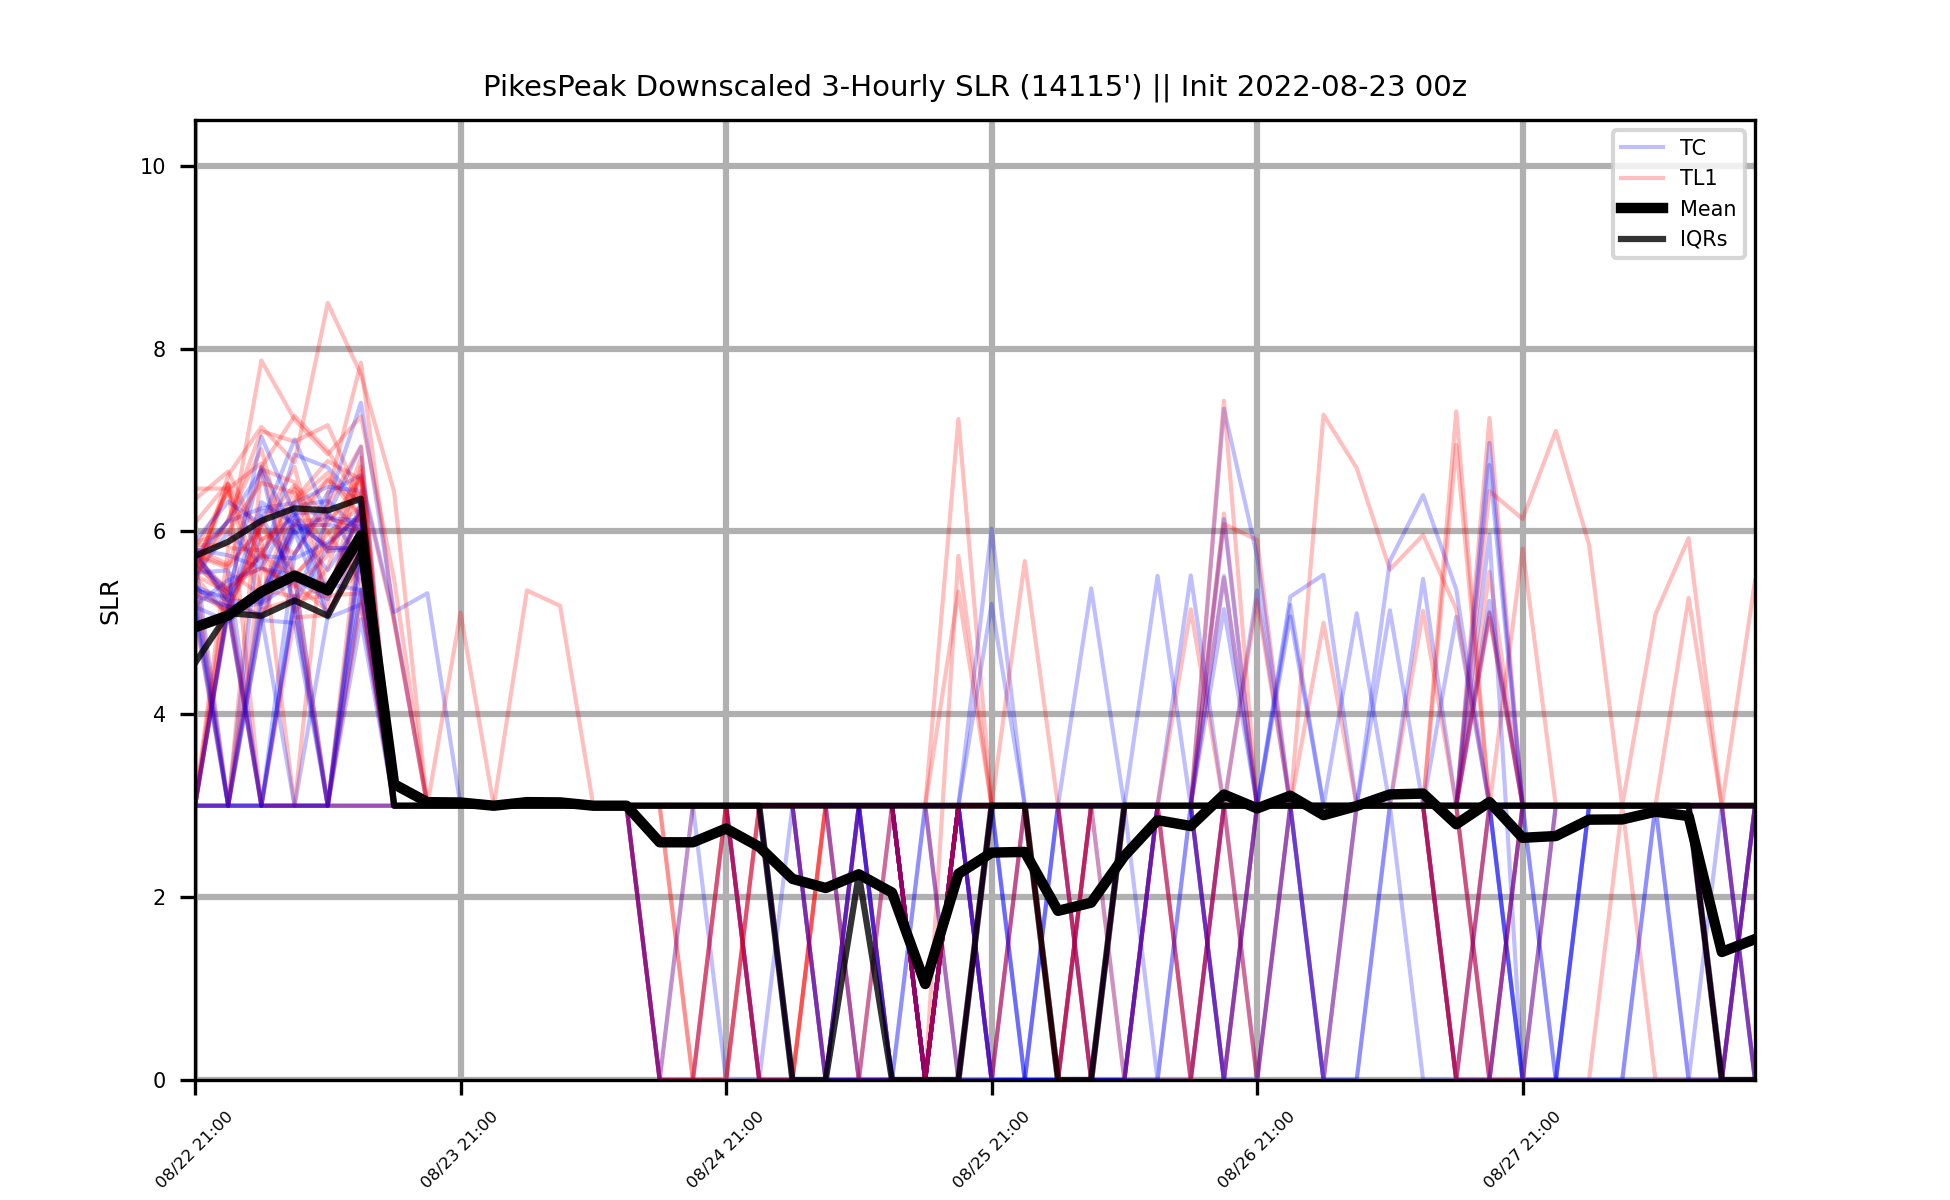 PikesPeak Downscaled 3-Hourly SLR (14115') || Init 2022-08-23 00z
TC
TL1
Mean
IQRs
SLR
10
8
6
4
2
0
08/22 21:00
08/23 21:00
08/24 21:00
08/25 21:00
08/26 21:00
08/27 21:00